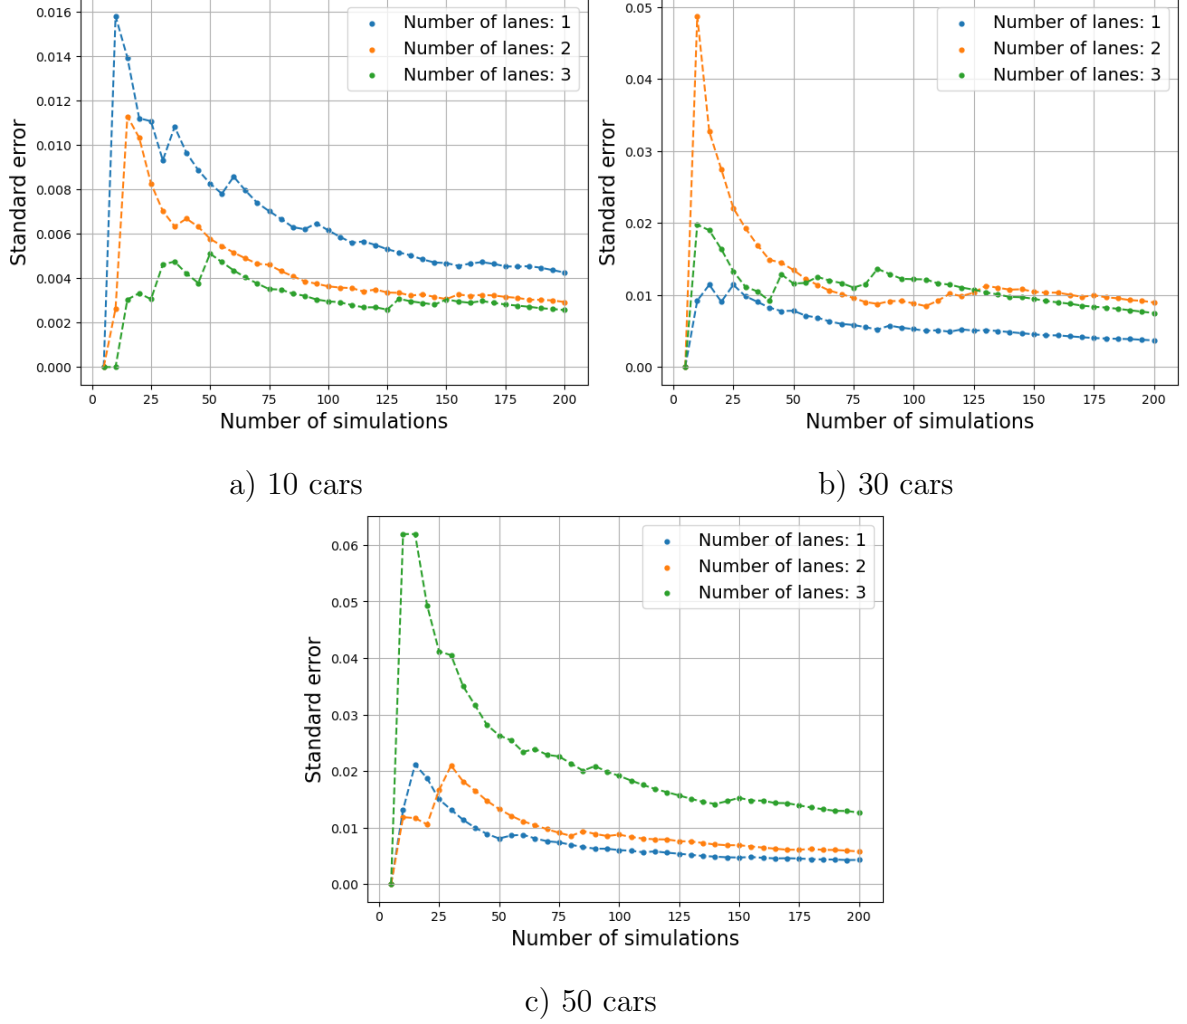 0.016
0.014
0.012
0.010
0.008
0.006
0.004
0.002
0.000
Standard error
Number of lanes: 1
Number of lanes: 2
Number of lanes: 3
0 25 50 75 100 125 150 175 200
Number of simulations
a) 10 cars
0.05
0.04
0.03
0.02
0.01
0.00
Standard error
Number of lanes: 1
Number of lanes: 2
Number of lanes: 3
0 25 50 75 100 125 150 175 200
Number of simulations
b) 30 cars
0.06
0.05
0.04
0.03
0.02
0.01
0.00
Standard error
Number of lanes: 1
Number of lanes: 2
Number of lanes: 3
0 25 50 75 100 125 150 175 200
Number of simulations
c) 50 cars